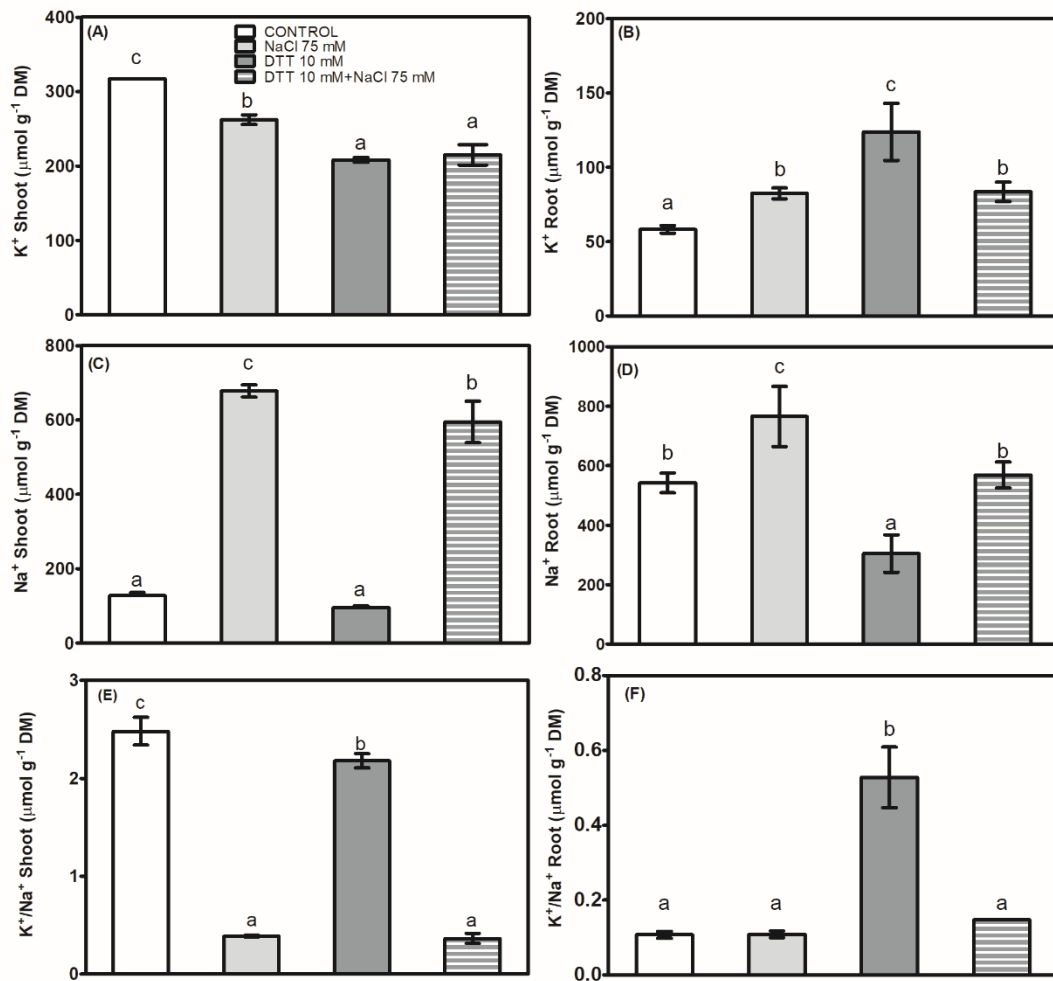 (A)
CONTROL
NaCl 75 mM
DTT 10 mM
DTT 10 mM+NaCl 75 mM
K⁺ Shoot (μmol g⁻¹ DM)
400
300
200
100
0
c
b
a
a
(B)
K⁺ Root (μmol g⁻¹ DM)
200
150
100
50
0
a
b
c
b
(C)
Na⁺ Shoot (μmol g⁻¹ DM)
800
600
400
200
0
a
c
a
b
(D)
Na⁺ Root (μmol g⁻¹ DM)
1000
800
600
400
200
0
b
c
a
b
(E)
K⁺/Na⁺ Shoot (μmol g⁻¹ DM)
3
2
1
0
c
a
b
a
(F)
K⁺/Na⁺ Root (μmol g⁻¹ DM)
0.8
0.6
0.4
0.2
0.0
a
a
b
a